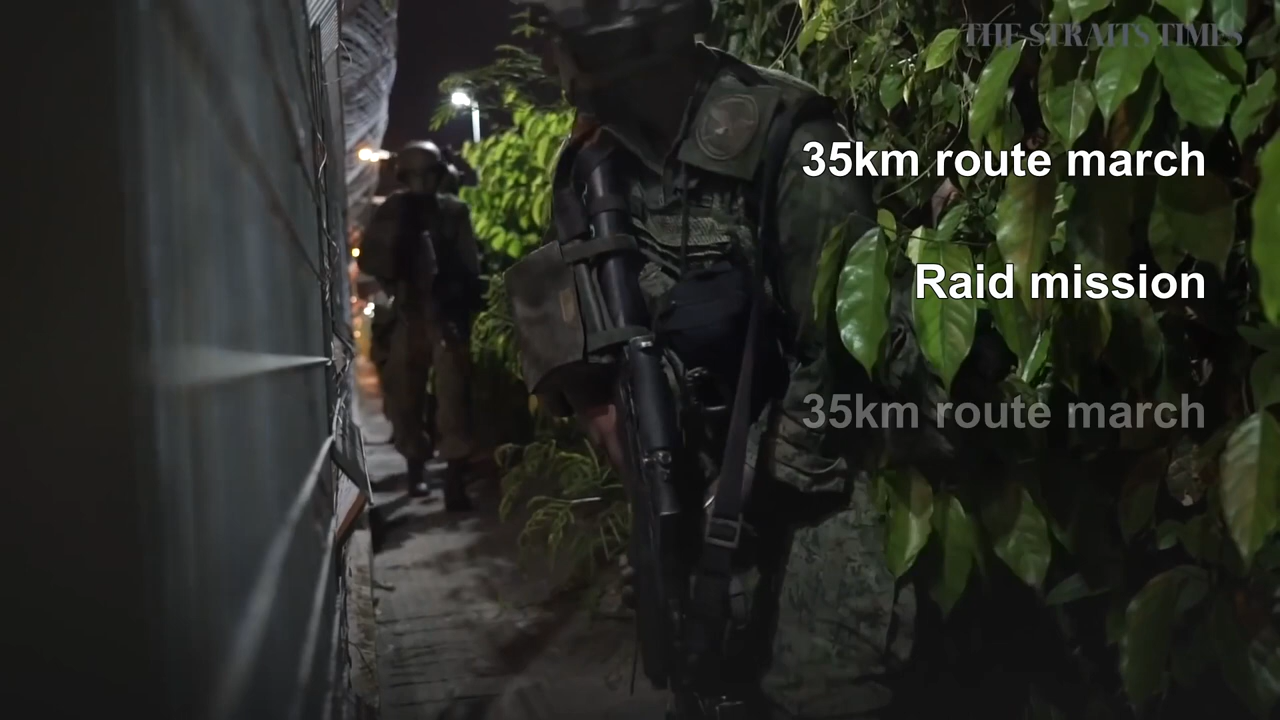 THE STRAITS TIMES
35km route march
Raid mission
35km route march